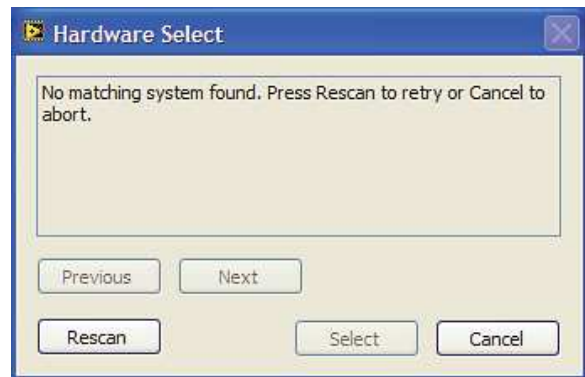 Hardware Select
No matching system found. Press Rescan to retry or Cancel to
abort.
Previous Next
Rescan Select Cancel